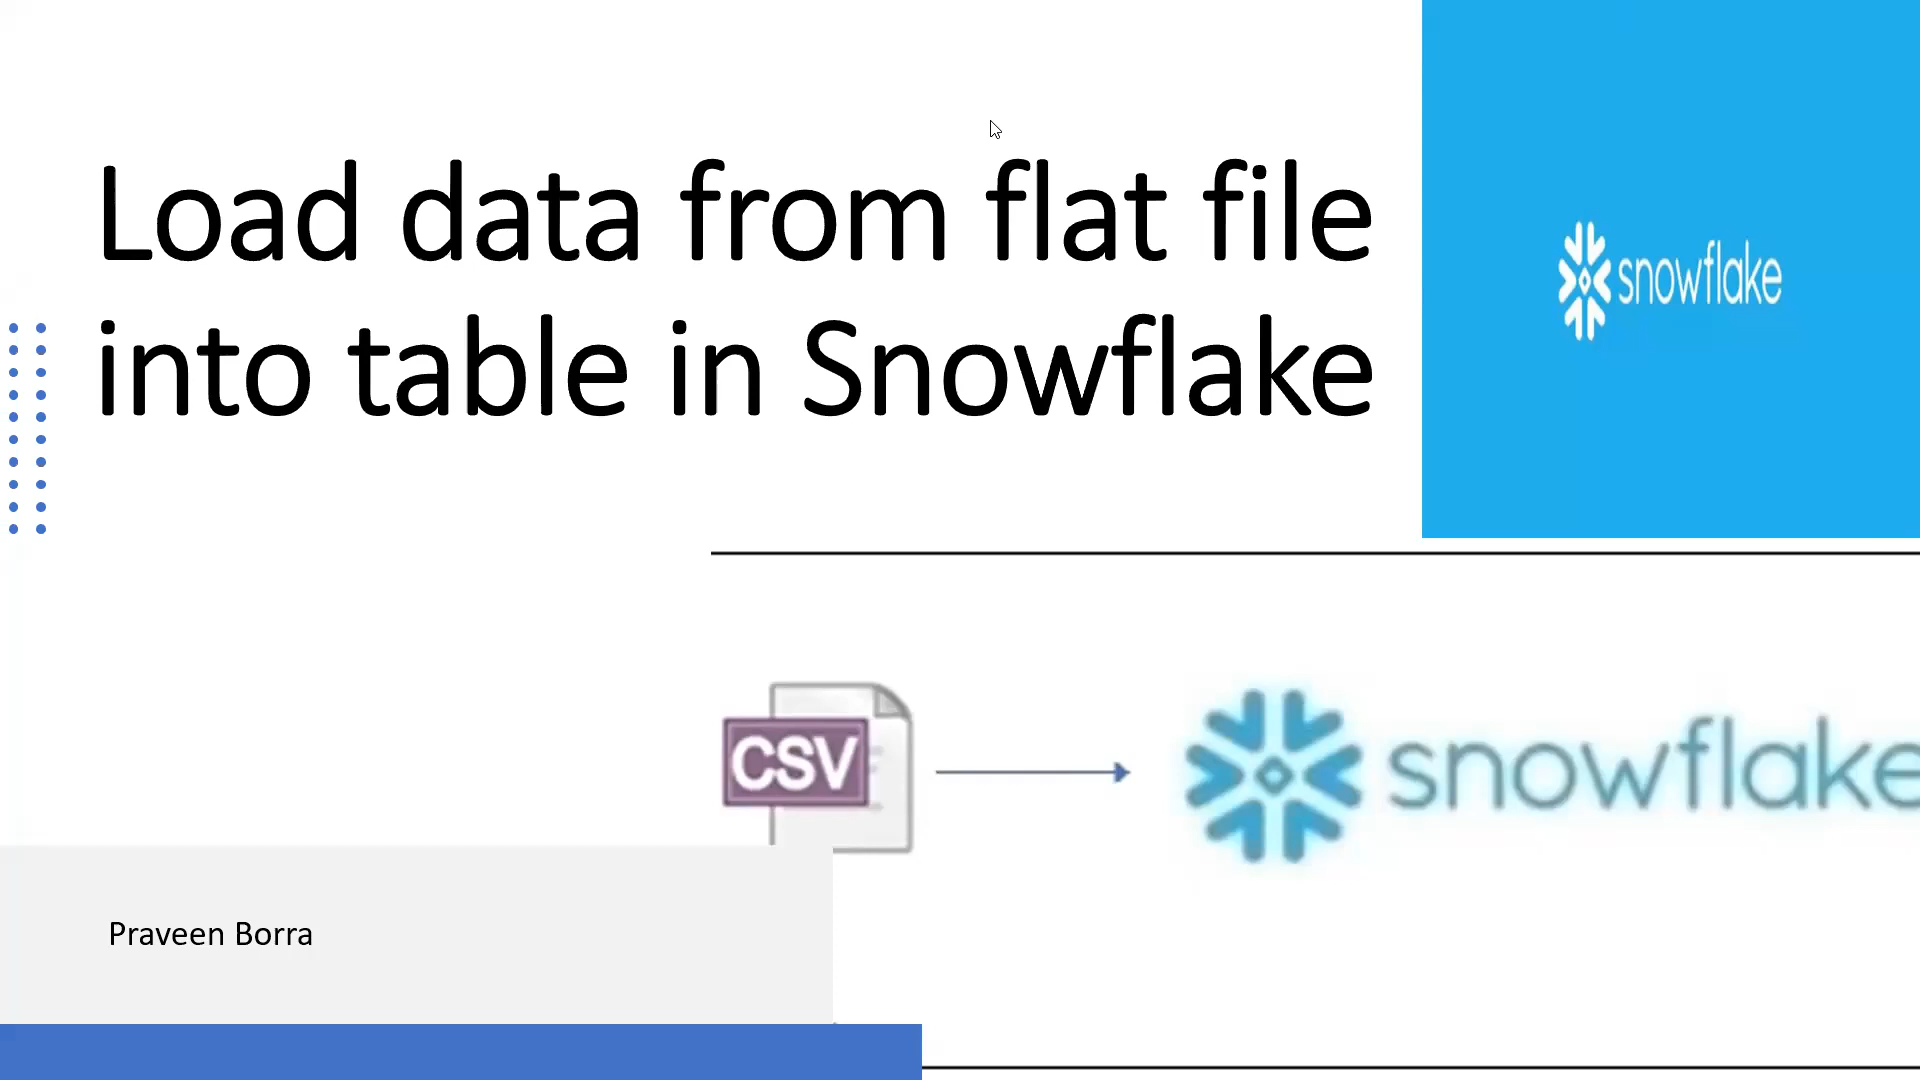 Load data from flat file
into table in Snowflake
snowflake
CSV
snowflake
Praveen Borra